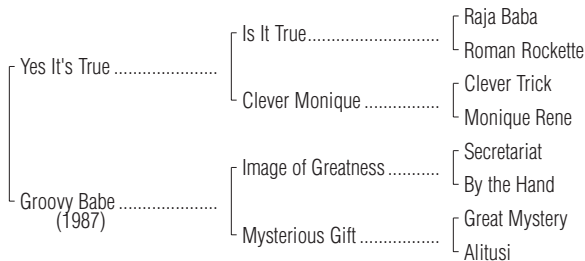 Raja Baba
Is It True........................................
Roman Rockette
Yes It's True ........................
Clever Trick
Clever Monique ..................
Monique Rene
Secretariat
Image of Greatness ............
By the Hand
Groovy Babe .......................
(1987)
Great Mystery
Mysterious Gift ...................
Alitusi